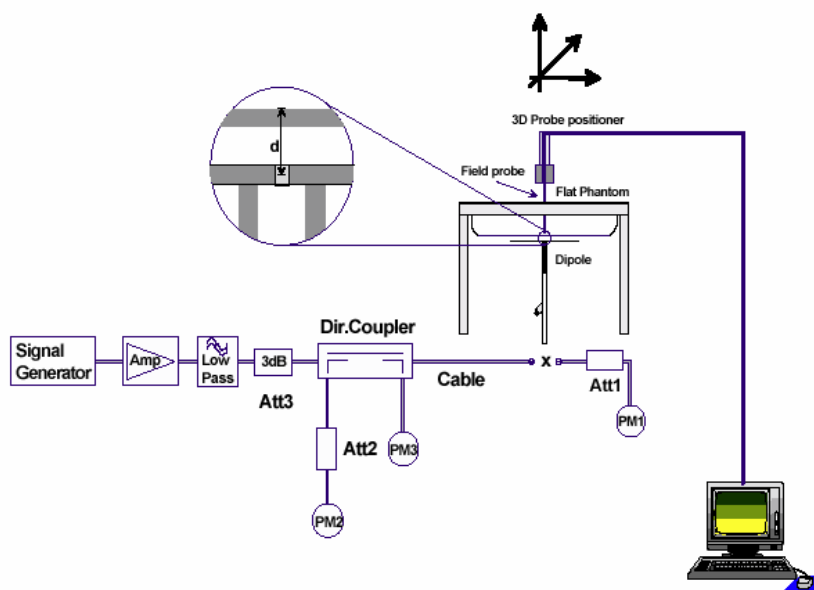 3D Probe positioner
d
Field probe
Flat Phantom
Dipole
Dir.Coupler
Signal
Generator
Amp
Low
Pass
3dB
Att3
Cable
x
Att1
PM1
Att2
PM3
PM2